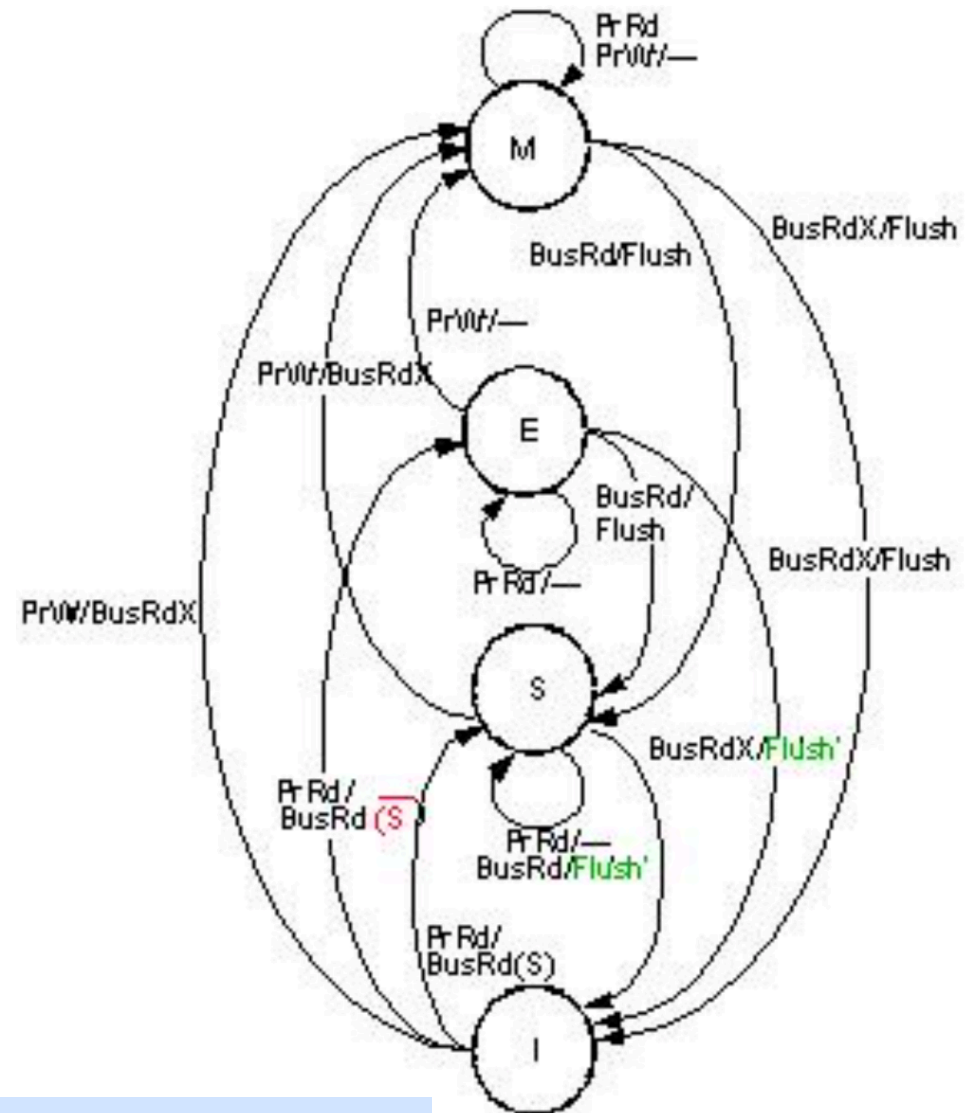 PrRd
PrWr/—
M
BusRdX/Flush
BusRd/Flush
PrWr/—
PrWr/BusRdX
E
BusRd/
Flush
BusRdX/Flush
PrRd/—
PrWr/BusRdX
S
BusRdX/Flush'
PrRd/
BusRd(S̅)
PrRd/—
BusRd/Flush'
PrRd/
BusRd(S)
I